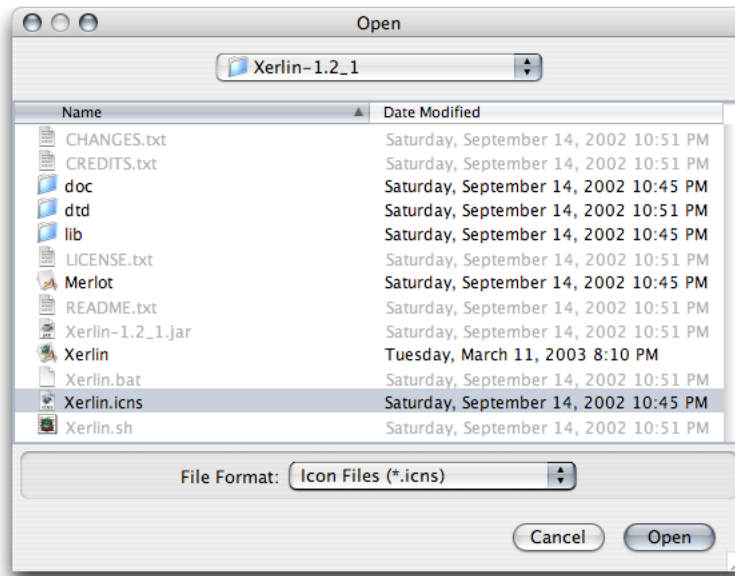 Open
Xerlin-1.2_1
Name Date Modified
CHANGES.txt Saturday, September 14, 2002 10:51 PM
CREDITS.txt Saturday, September 14, 2002 10:51 PM
doc Saturday, September 14, 2002 10:45 PM
dtd Saturday, September 14, 2002 10:51 PM
lib Saturday, September 14, 2002 10:45 PM
LICENSE.txt Saturday, September 14, 2002 10:51 PM
Merlot Saturday, September 14, 2002 10:45 PM
README.txt Saturday, September 14, 2002 10:51 PM
Xerlin-1.2_1.jar Saturday, September 14, 2002 10:51 PM
Xerlin Tuesday, March 11, 2003 8:10 PM
Xerlin.bat Saturday, September 14, 2002 10:51 PM
Xerlin.icns Saturday, September 14, 2002 10:45 PM
Xerlin.sh Saturday, September 14, 2002 10:51 PM
File Format: Icon Files (*.icns)
Cancel Open